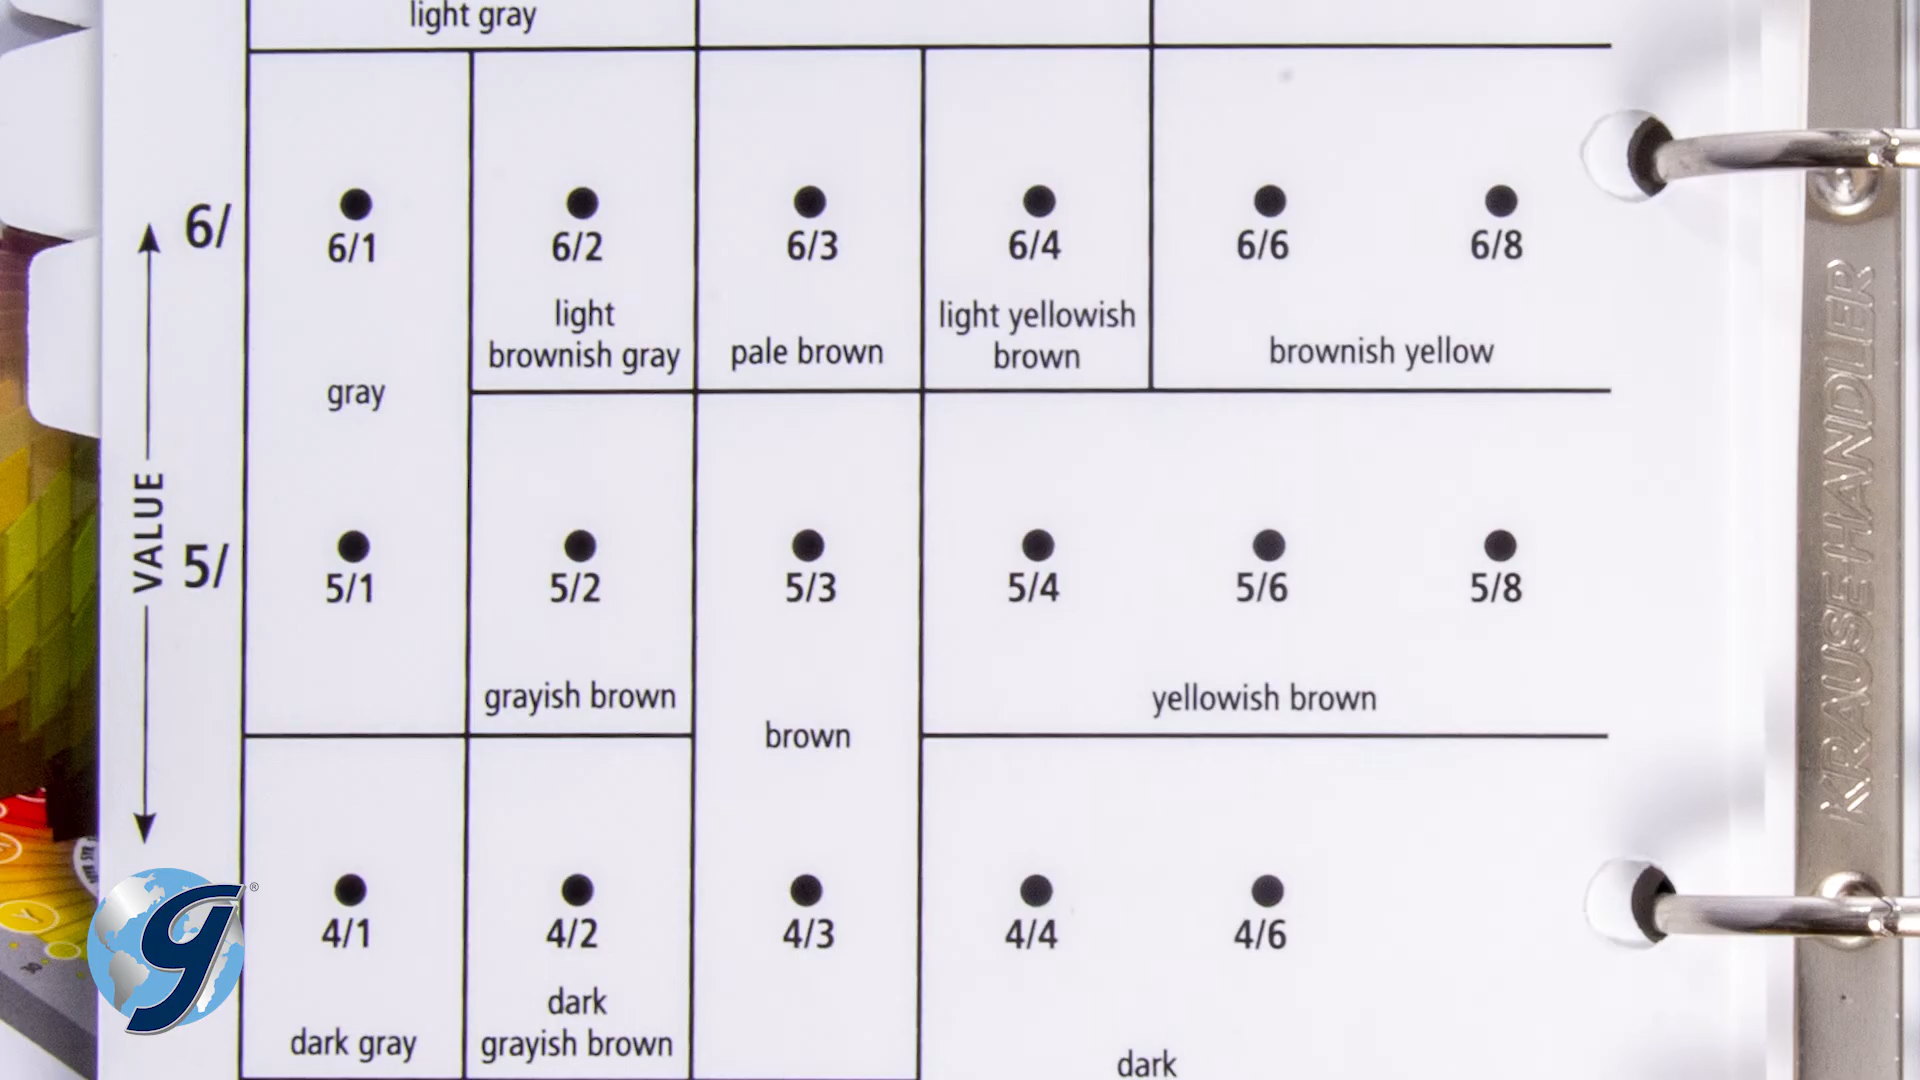 light gray
6/
6/1
6/2
6/3
6/4
6/6
6/8
light
brownish gray
pale brown
light yellowish
brown
brownish yellow
gray
VALUE
5/
5/1
5/2
5/3
5/4
5/6
5/8
grayish brown
yellowish brown
brown
4/1
4/2
4/3
4/4
4/6
dark gray
dark
grayish brown
dark
KRAUSE HANDLER
g®
Y